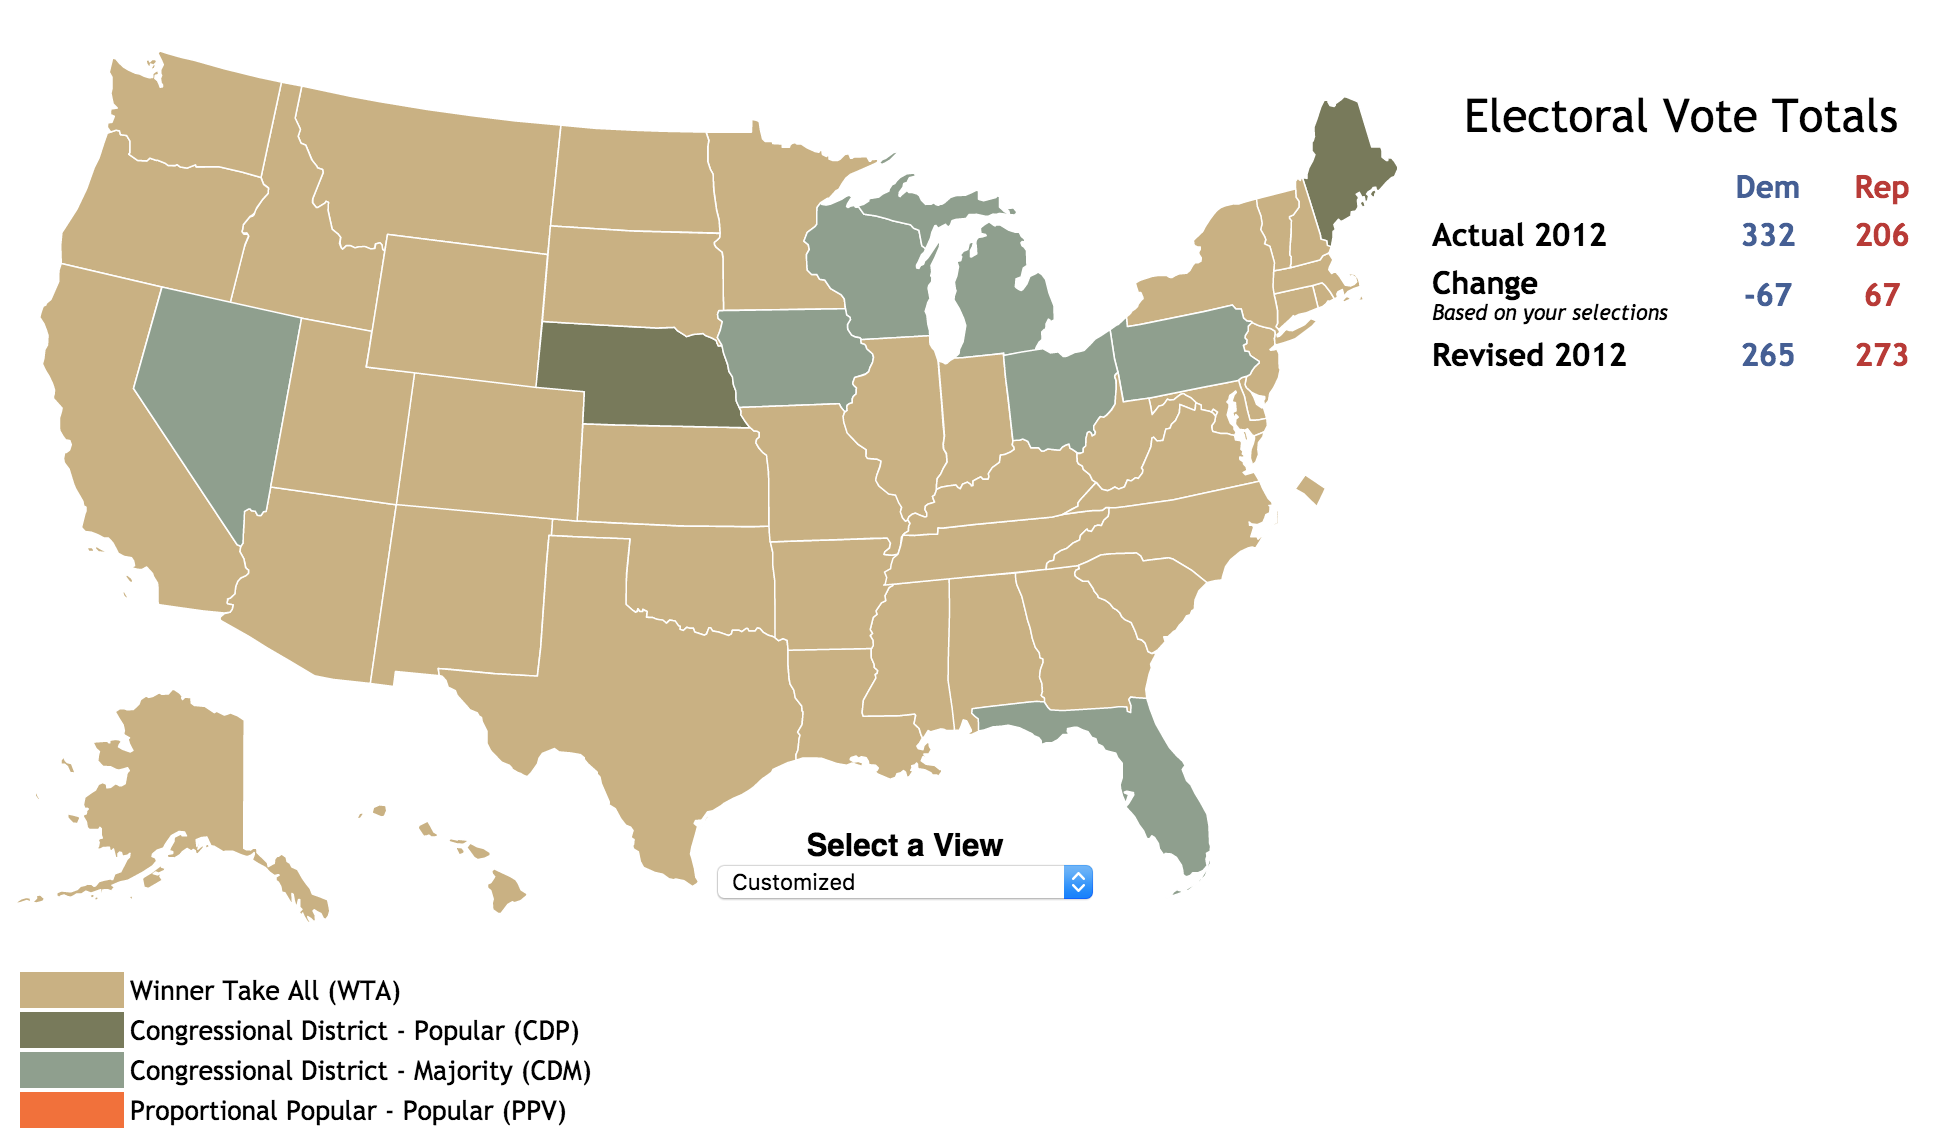 Electoral Vote Totals
Dem Rep
Actual 2012 332 206
Change
Based on your selections -67 67
Revised 2012 265 273
Select a View
Customized
Winner Take All (WTA)
Congressional District - Popular (CDP)
Congressional District - Majority (CDM)
Proportional Popular - Popular (PPV)